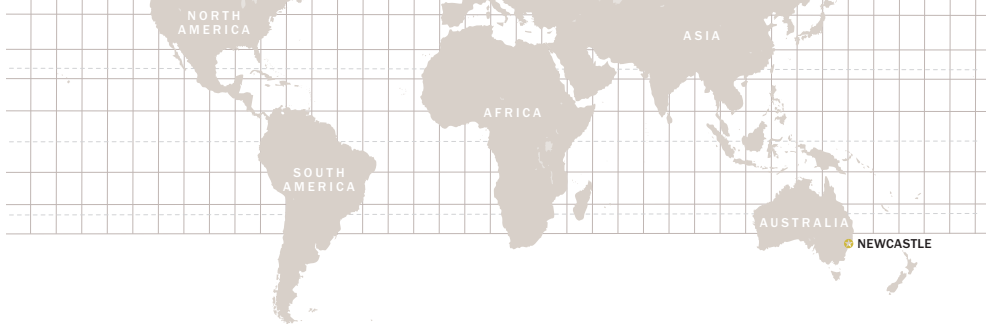 NORTH
AMERICA
ASIA
AFRICA
SOUTH
AMERICA
AUSTRALIA
NEWCASTLE